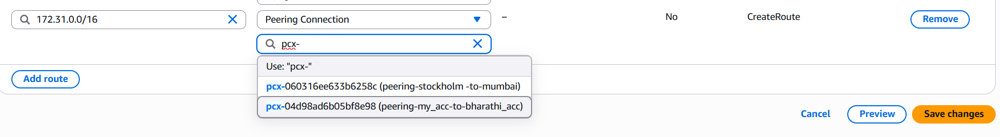 172.31.0.0/16
Peering Connection
–
No
CreateRoute
Remove
pcx-
Use: "pcx-"
pcx-060316ee633b6258c (peering-stockholm -to-mumbai)
pcx-04d98ad6b05bf8e98 (peering-my_acc-to-bharathi_acc)
Add route
Cancel
Preview
Save changes